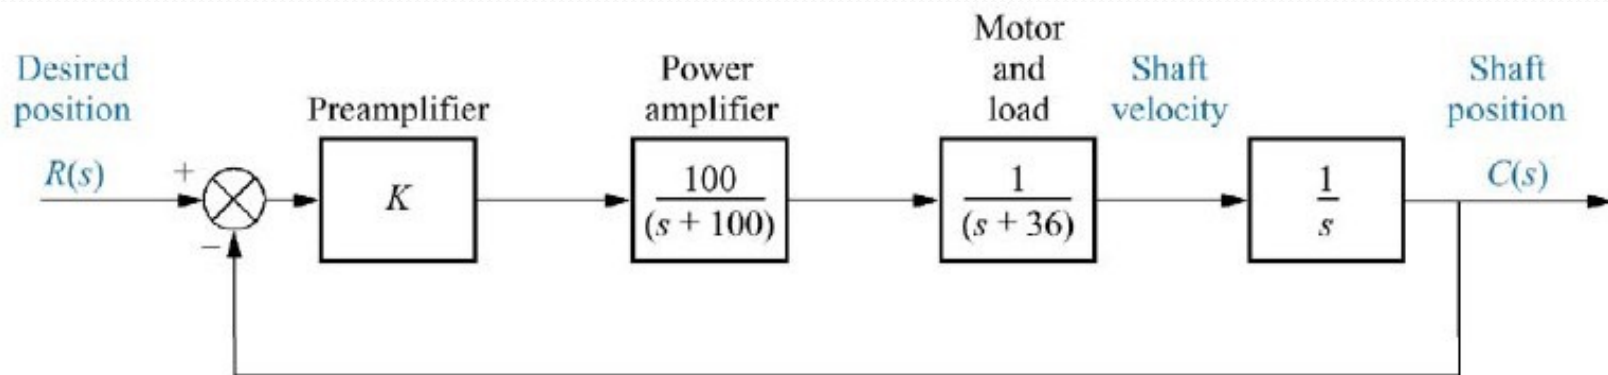 Desired
position
R(s)
+
−
Preamplifier
K
Power
amplifier
100
(s + 100)
Motor
and
load
1
(s + 36)
Shaft
velocity
1
s
Shaft
position
C(s)